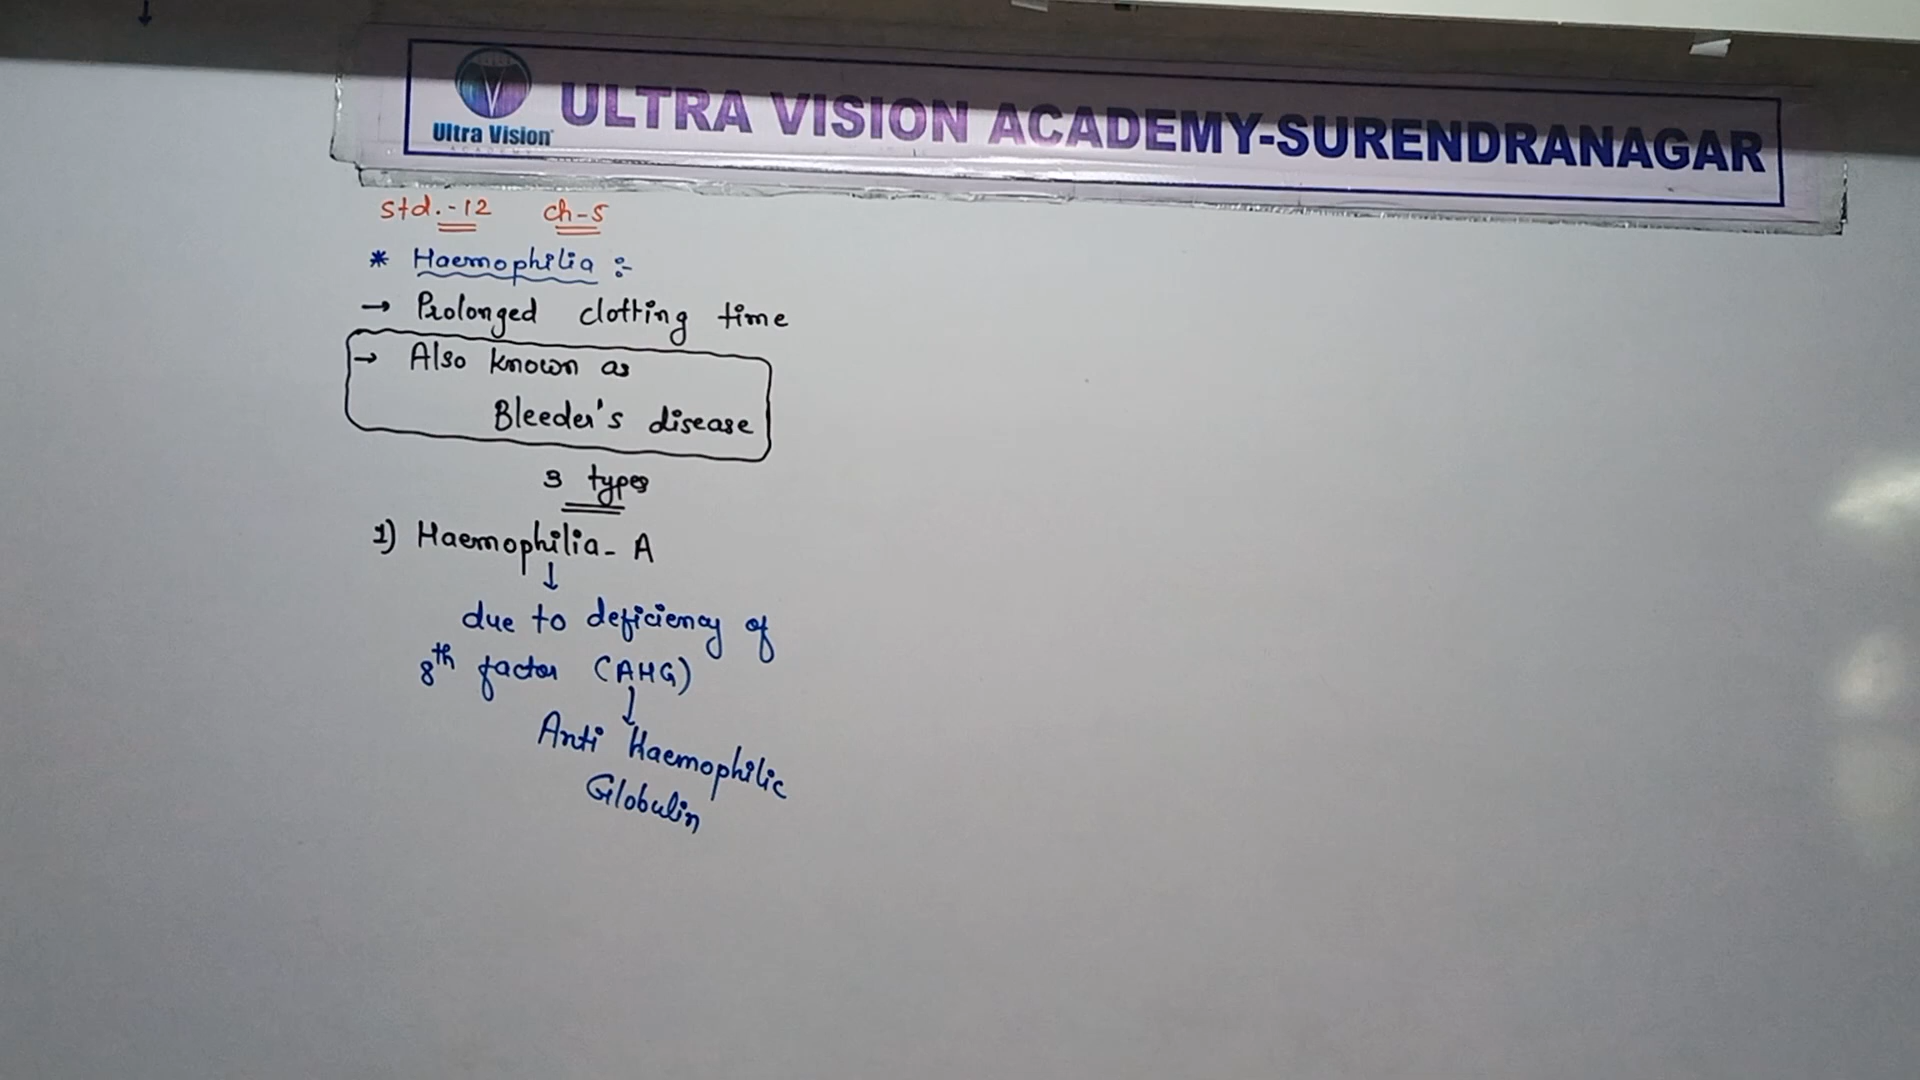 Ultra Vision
ACADEMY
ULTRA VISION ACADEMY-SURENDRANAGAR
std.-12 ch-5
* Haemophilia :-
→ Prolonged clotting time
→ Also known as
Bleeder's disease
3 types
1) Haemophilia- A
↓
due to deficiency of
8th factor (AHG)
↓
Anti Haemophilic
Globulin